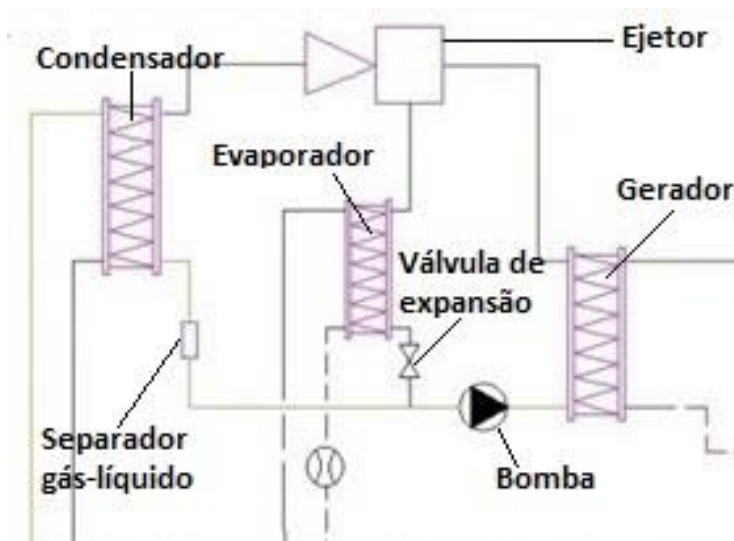 Ejetor
Condensador
Evaporador
Gerador
Válvula de
expansão
Separador
gás-líquido
Bomba